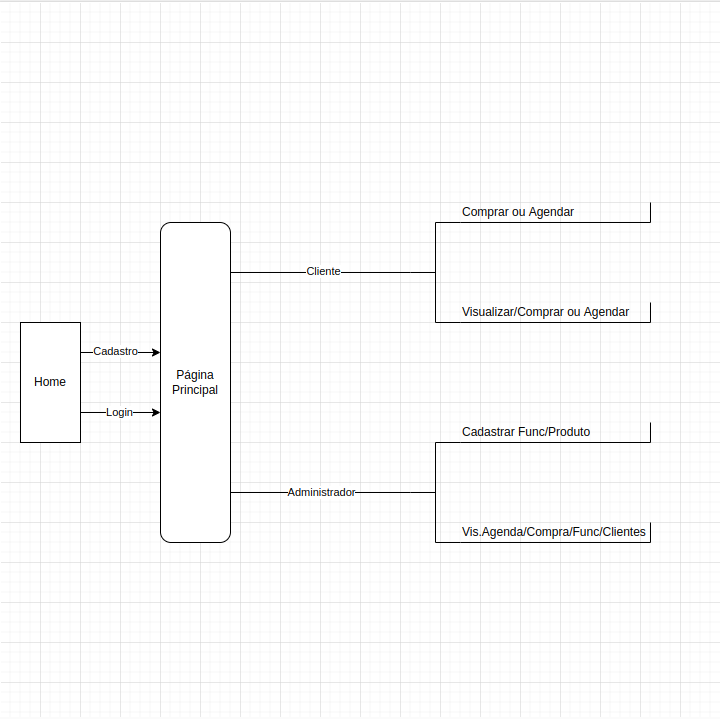 Home
Cadastro
Login
Página
Principal
Cliente
Comprar ou Agendar
Visualizar/Comprar ou Agendar
Administrador
Cadastrar Func/Produto
Vis.Agenda/Compra/Func/Clientes